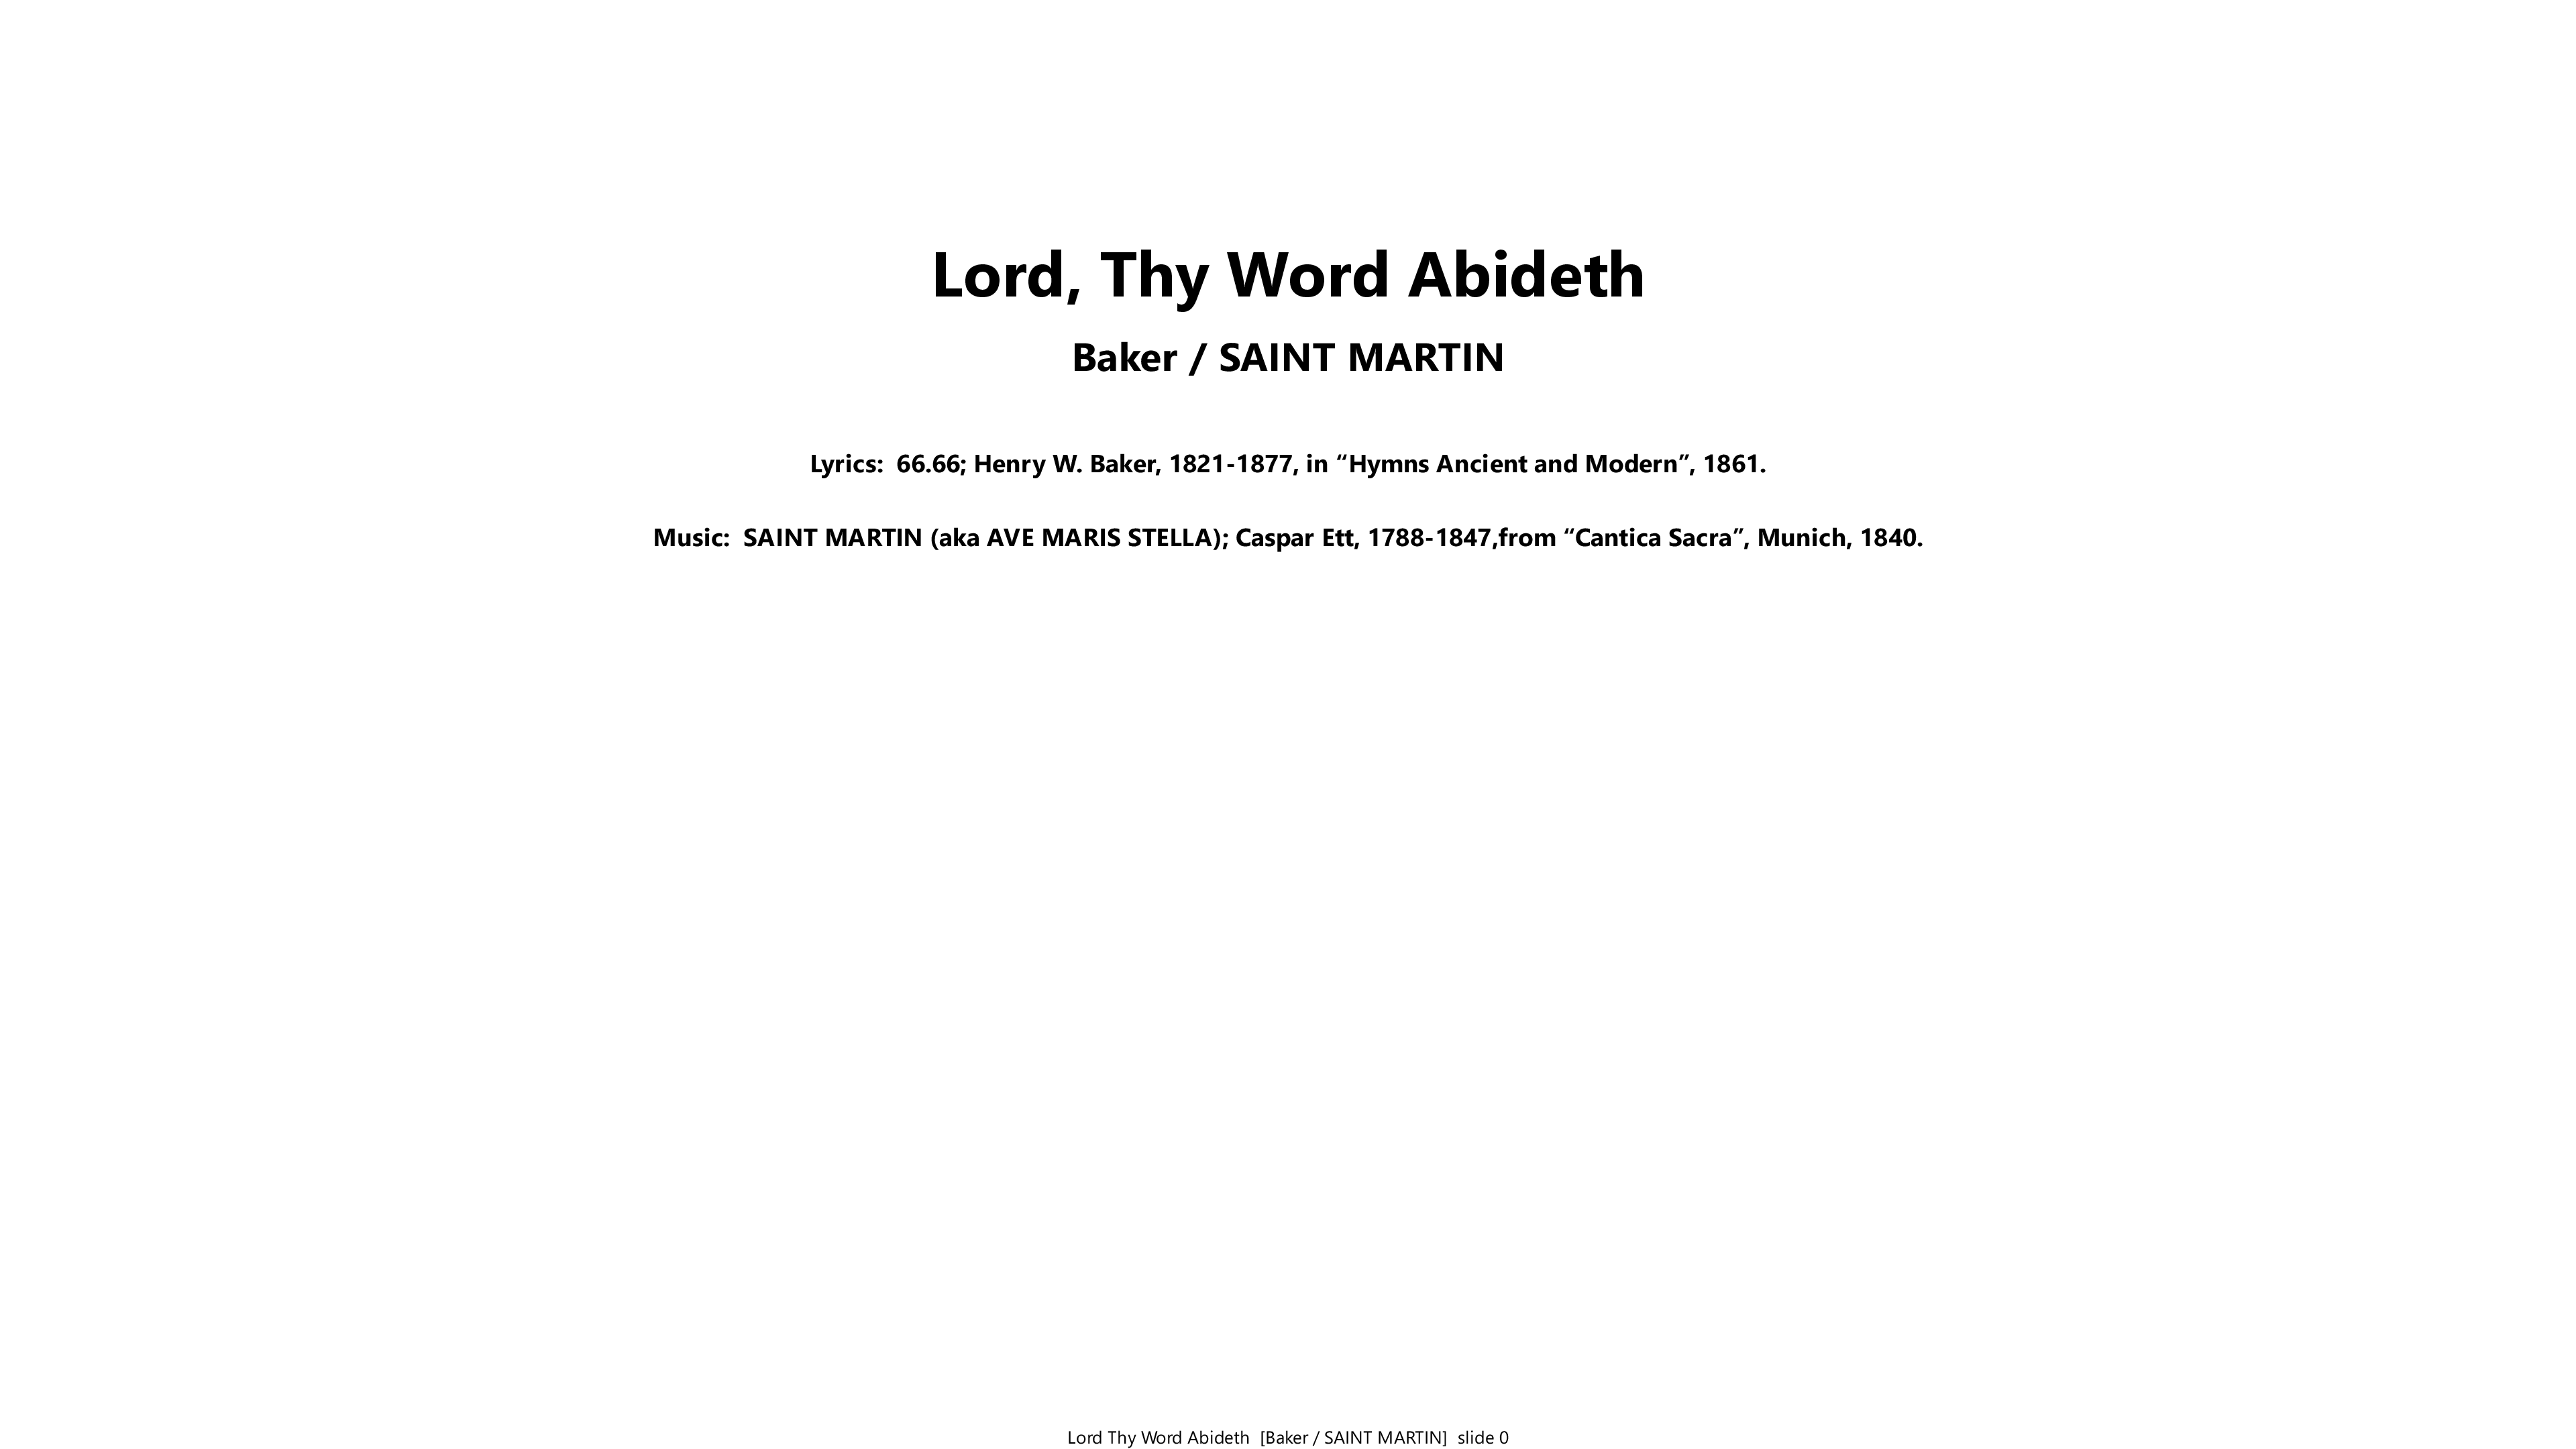 Lord, Thy Word Abideth
Baker / SAINT MARTIN
Lyrics:  66.66; Henry W. Baker, 1821-1877, in “Hymns Ancient and Modern”, 1861.
Music:  SAINT MARTIN (aka AVE MARIS STELLA); Caspar Ett, 1788-1847,from “Cantica Sacra”, Munich, 1840.
Lord Thy Word Abideth  [Baker / SAINT MARTIN]  slide 0